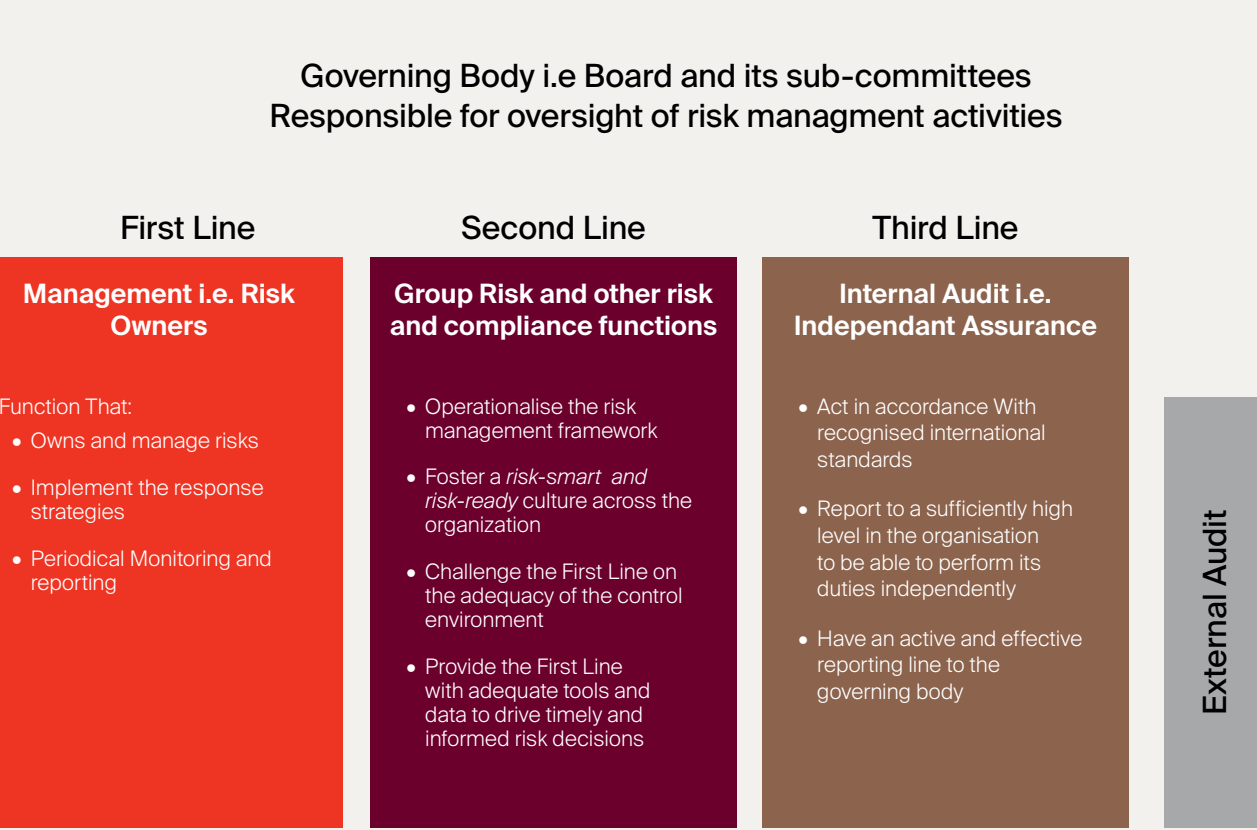 Governing Body i.e Board and its sub-committees
Responsible for oversight of risk managment activities
First Line
Management i.e. Risk
Owners
Function That:
• Owns and manage risks
• Implement the response
strategies
• Periodical Monitoring and
reporting
Second Line
Group Risk and other risk
and compliance functions
• Operationalise the risk
management framework
• Foster a risk-smart and
risk-ready culture across the
organization
• Challenge the First Line on
the adequacy of the control
environment
• Provide the First Line
with adequate tools and
data to drive timely and
informed risk decisions
Third Line
Internal Audit i.e.
Independant Assurance
• Act in accordance With
recognised international
standards
• Report to a sufficiently high
level in the organisation
to be able to perform its
duties independently
• Have an active and effective
reporting line to the
governing body
External Audit